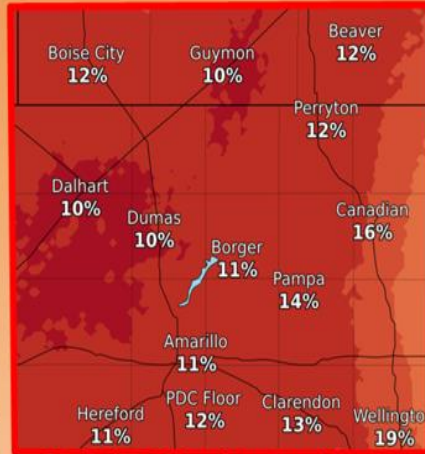 Beaver
12%
Boise City
12%
Guymon
10%
Perryton
12%
Dalhart
10%
Dumas
10%
Canadian
16%
Borger
11%
Pampa
14%
Amarillo
11%
Hereford
11%
PDC Floor
12%
Clarendon
13%
Wellingto
19%